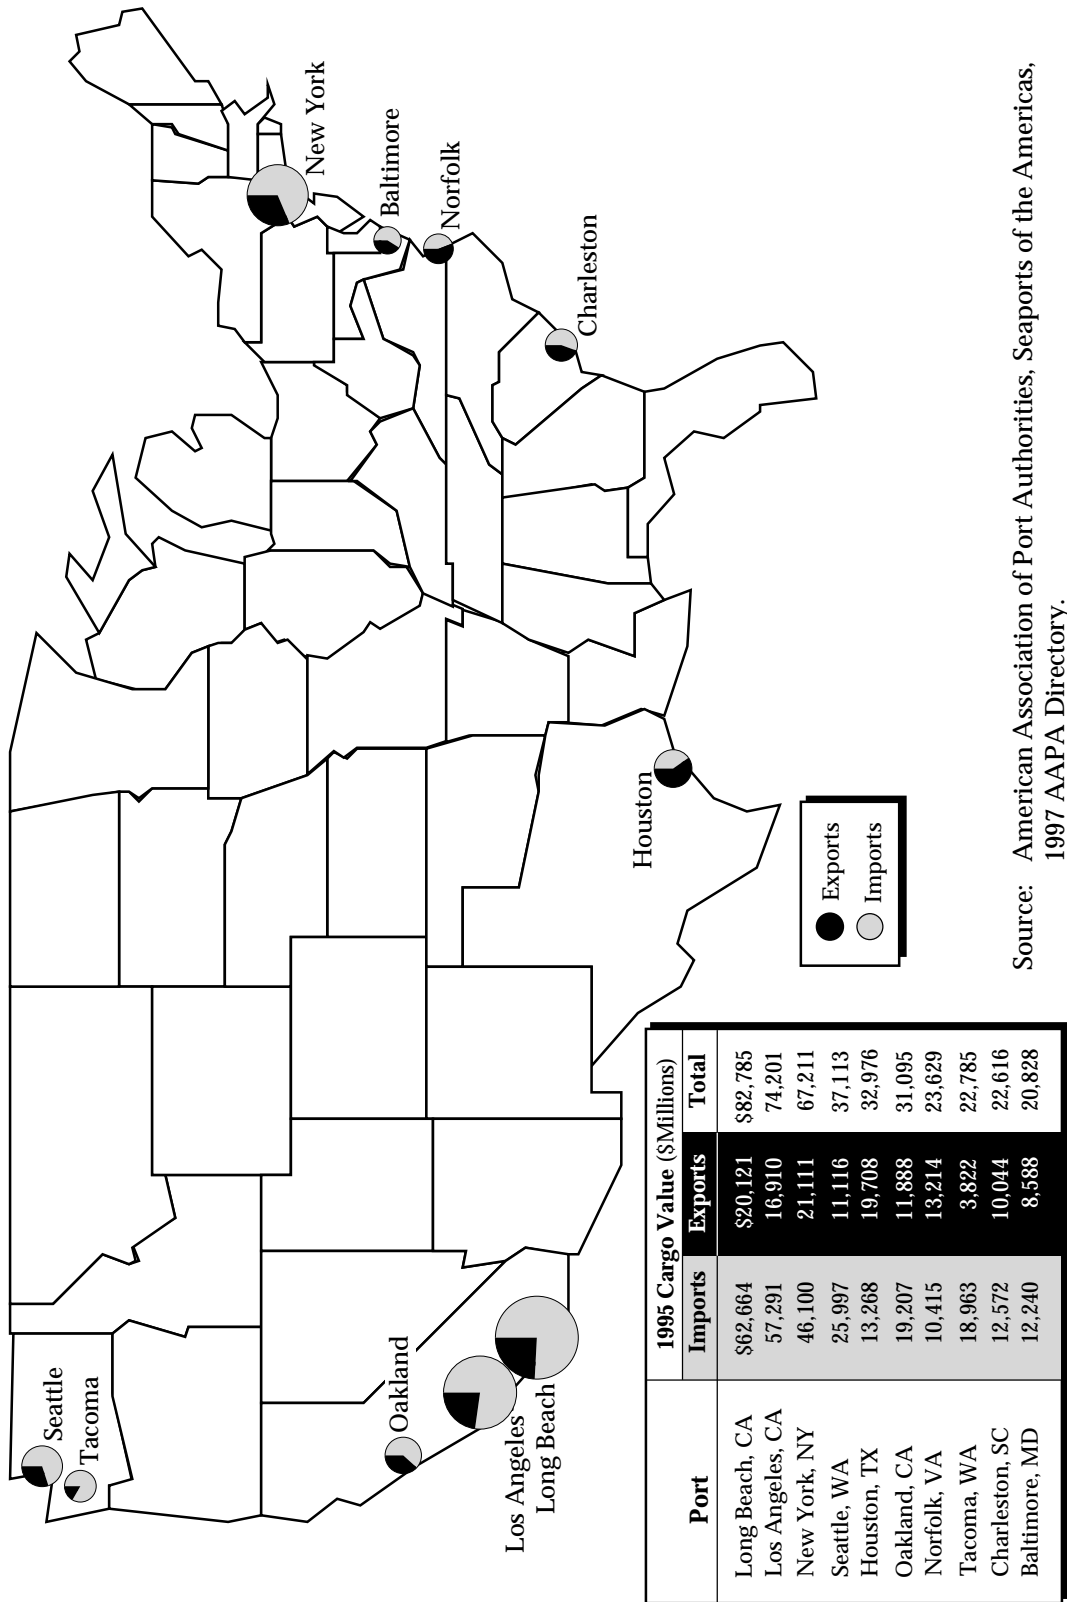 Seattle
Tacoma
Oakland
Los Angeles
Long Beach
Houston
New York
Baltimore
Norfolk
Charleston
1995 Cargo Value ($Millions)
Port Imports Exports Total
Long Beach, CA $62,664 $20,121 $82,785
Los Angeles, CA 57,291 16,910 74,201
New York, NY 46,100 21,111 67,211
Seattle, WA 25,997 11,116 37,113
Houston, TX 13,268 19,708 32,976
Oakland, CA 19,207 11,888 31,095
Norfolk, VA 10,415 13,214 23,629
Tacoma, WA 18,963 3,822 22,785
Charleston, SC 12,572 10,044 22,616
Baltimore, MD 12,240 8,588 20,828
Exports
Imports
Source: American Association of Port Authorities, Seaports of the Americas,
1997 AAPA Directory.